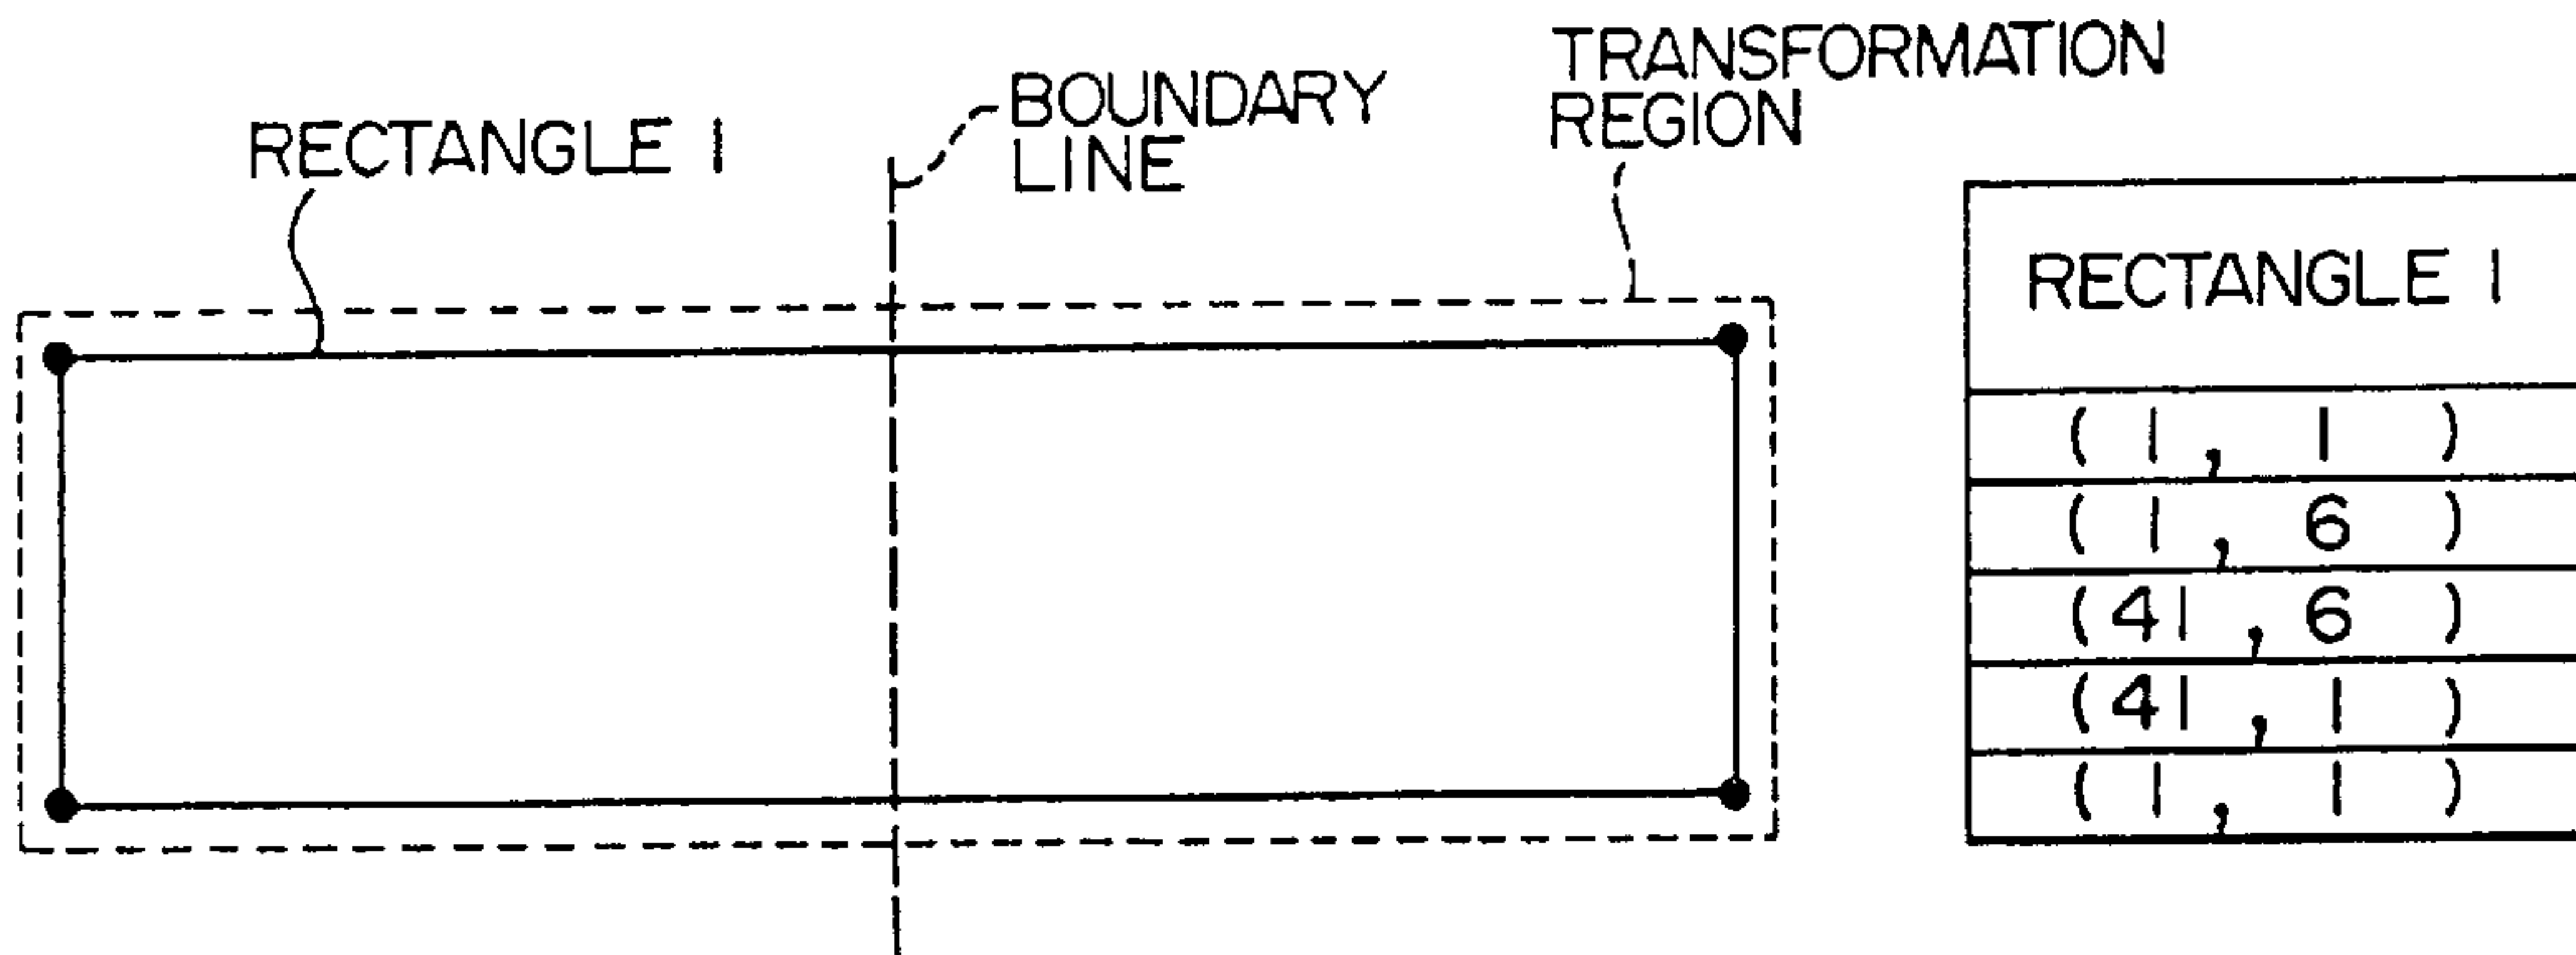 TRANSFORMATION
REGION
BOUNDARY
LINE
RECTANGLE 1
RECTANGLE 1
(1, 1)
(1, 6)
(41, 6)
(41, 1)
(1, 1)